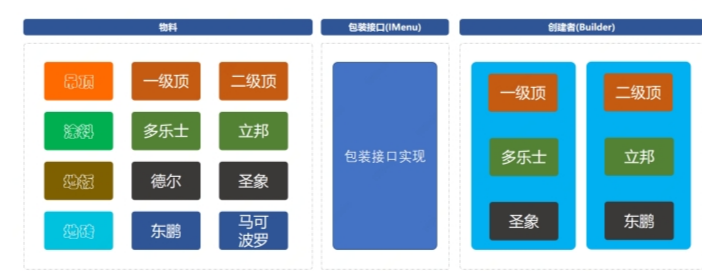 物料
包装接口(IMenu)
创建者(Builder)
吊顶
一级顶
二级顶
涂料
多乐士
立邦
地板
德尔
圣象
地砖
东鹏
马可
波罗
包装接口实现
一级顶
二级顶
多乐士
立邦
圣象
东鹏